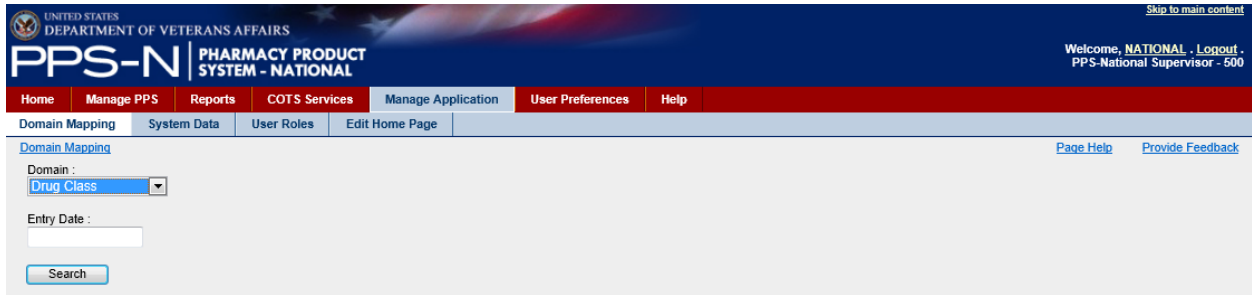 UNITED STATES
DEPARTMENT OF VETERANS AFFAIRS
PPS-N PHARMACY PRODUCT
SYSTEM - NATIONAL
Skip to main content
Welcome, NATIONAL . Logout .
PPS-National Supervisor - 500
Home Manage PPS Reports COTS Services Manage Application User Preferences Help
Domain Mapping System Data User Roles Edit Home Page
Domain Mapping Page Help Provide Feedback
Domain :
Drug Class
Entry Date :
Search